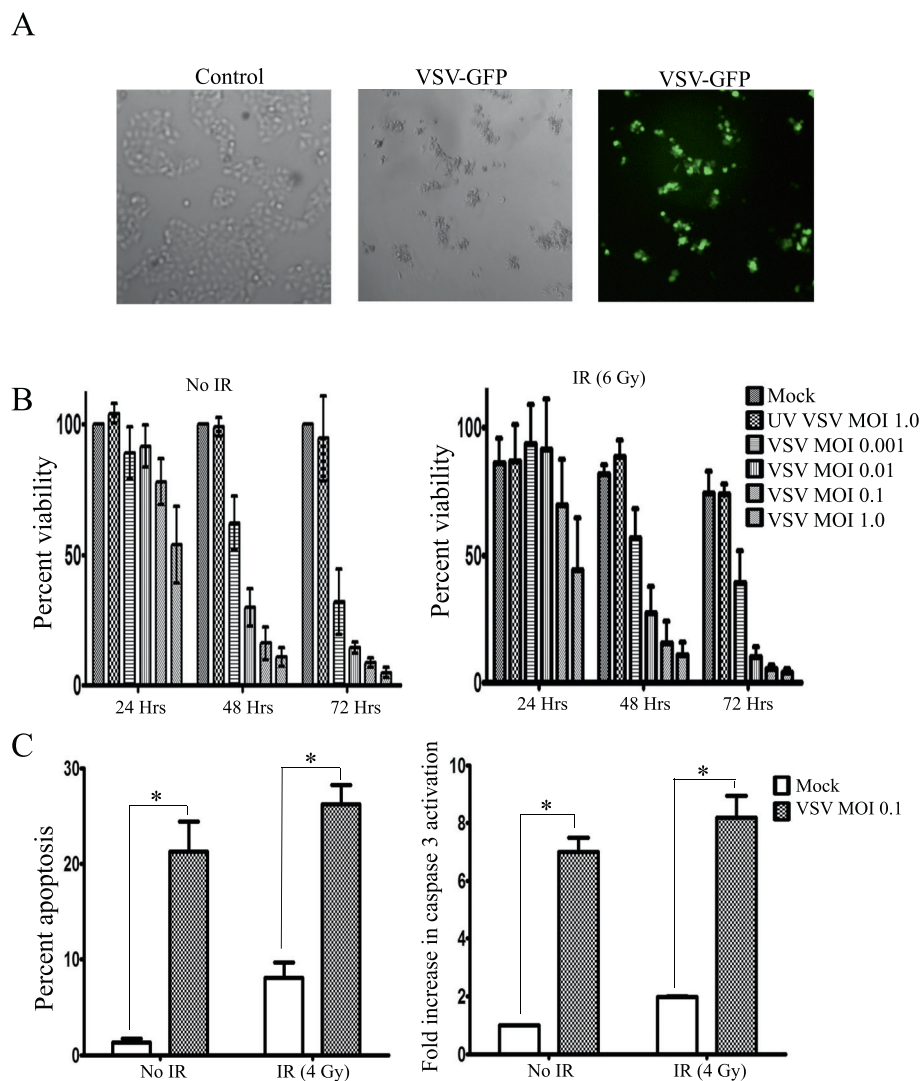 A
Control
VSV-GFP
VSV-GFP
B
No IR
Percent viability
100
50
0
24 Hrs
48 Hrs
72 Hrs
IR (6 Gy)
Percent viability
100
50
0
24 Hrs
48 Hrs
72 Hrs
Mock
UV VSV MOI 1.0
VSV MOI 0.001
VSV MOI 0.01
VSV MOI 0.1
VSV MOI 1.0
C
Percent apoptosis
30
20
10
0
*
*
No IR
IR (4 Gy)
Fold increase in caspase 3 activation
10
8
6
4
2
0
*
*
No IR
IR (4 Gy)
Mock
VSV MOI 0.1